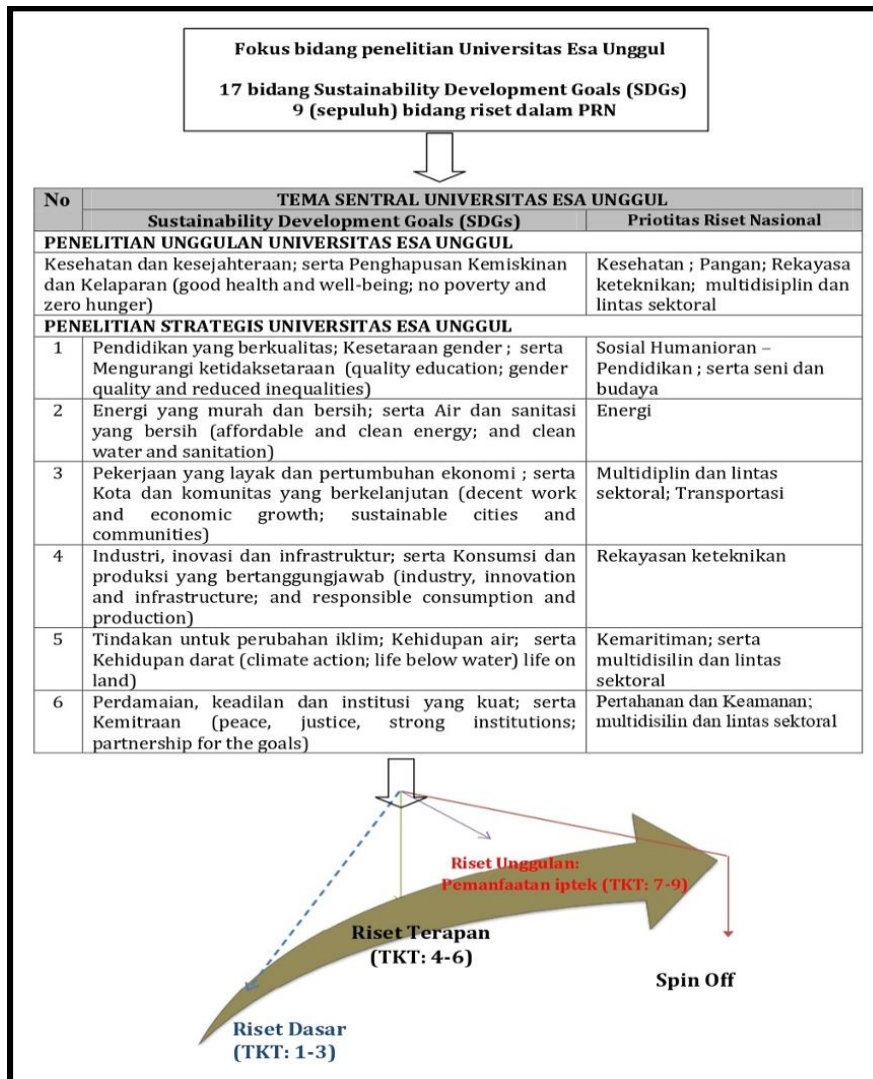 Fokus bidang penelitian Universitas Esa Unggul
17 bidang Sustainability Development Goals (SDGs)
9 (sepuluh) bidang riset dalam PRN
No
TEMA SENTRAL UNIVERSITAS ESA UNGGUL
Sustainability Development Goals (SDGs)
Priotitas Riset Nasional
PENELITIAN UNGGULAN UNIVERSITAS ESA UNGGUL
Kesehatan dan kesejahteraan; serta Penghapusan Kemiskinan
dan Kelaparan (good health and well-being; no poverty and
zero hunger)
Kesehatan ; Pangan; Rekayasa
keteknikan; multidisiplin dan
lintas sektoral
PENELITIAN STRATEGIS UNIVERSITAS ESA UNGGUL
1
Pendidikan yang berkualitas; Kesetaraan gender ; serta
Mengurangi ketidaksetaraan (quality education; gender
quality and reduced inequalities)
Sosial Humanioran –
Pendidikan ; serta seni dan
budaya
2
Energi yang murah dan bersih; serta Air dan sanitasi
yang bersih (affordable and clean energy; and clean
water and sanitation)
Energi
3
Pekerjaan yang layak dan pertumbuhan ekonomi ; serta
Kota dan komunitas yang berkelanjutan (decent work
and economic growth; sustainable cities and
communities)
Multidiplin dan lintas
sektoral; Transportasi
4
Industri, inovasi dan infrastruktur; serta Konsumsi dan
produksi yang bertanggungjawab (industry, innovation
and infrastructure; and responsible consumption and
production)
Rekayasan keteknikan
5
Tindakan untuk perubahan iklim; Kehidupan air; serta
Kehidupan darat (climate action; life below water) life on
land)
Kemaritiman; serta
multidisilin dan lintas
sektoral
6
Perdamaian, keadilan dan institusi yang kuat; serta
Kemitraan (peace, justice, strong institutions;
partnership for the goals)
Pertahanan dan Keamanan;
multidisilin dan lintas sektoral
Riset Unggulan:
Pemanfaatan iptek (TKT: 7-9)
Riset Terapan
(TKT: 4-6)
Spin Off
Riset Dasar
(TKT: 1-3)